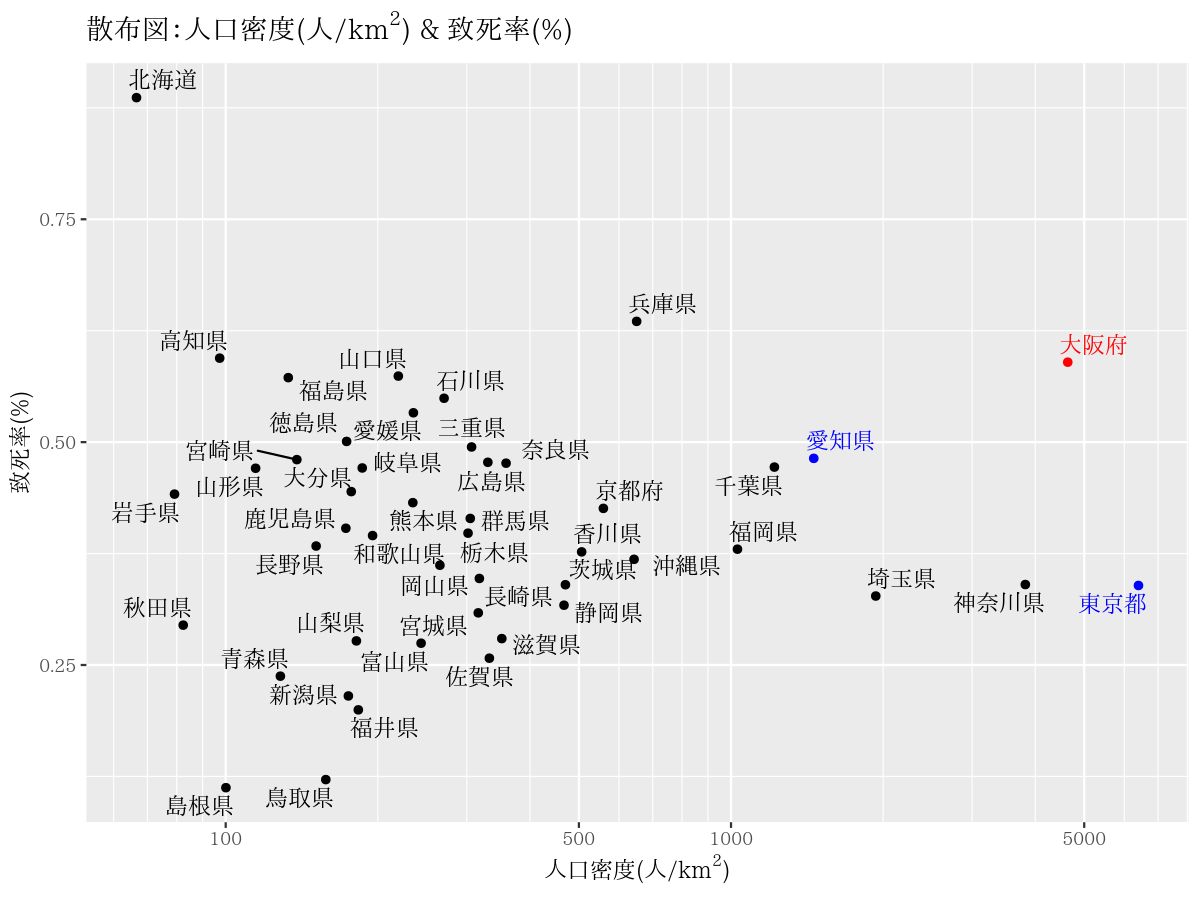 散布図:人口密度(人/km²) & 致死率(%)
北海道
0.75
兵庫県
高知県
大阪府
山口県
石川県
福島県
徳島県
愛媛県
三重県
愛知県
0.50
宮崎県
奈良県
岐阜県
大分県
広島県
山形県
千葉県
京都府
岩手県
鹿児島県
熊本県
群馬県
福岡県
香川県
和歌山県
栃木県
長野県
茨城県
沖縄県
岡山県
埼玉県
長崎県
神奈川県
東京都
秋田県
静岡県
山梨県
宮城県
滋賀県
青森県
富山県
0.25
佐賀県
新潟県
福井県
鳥取県
島根県
致死率(%)
100
500
1000
5000
人口密度(人/km²)